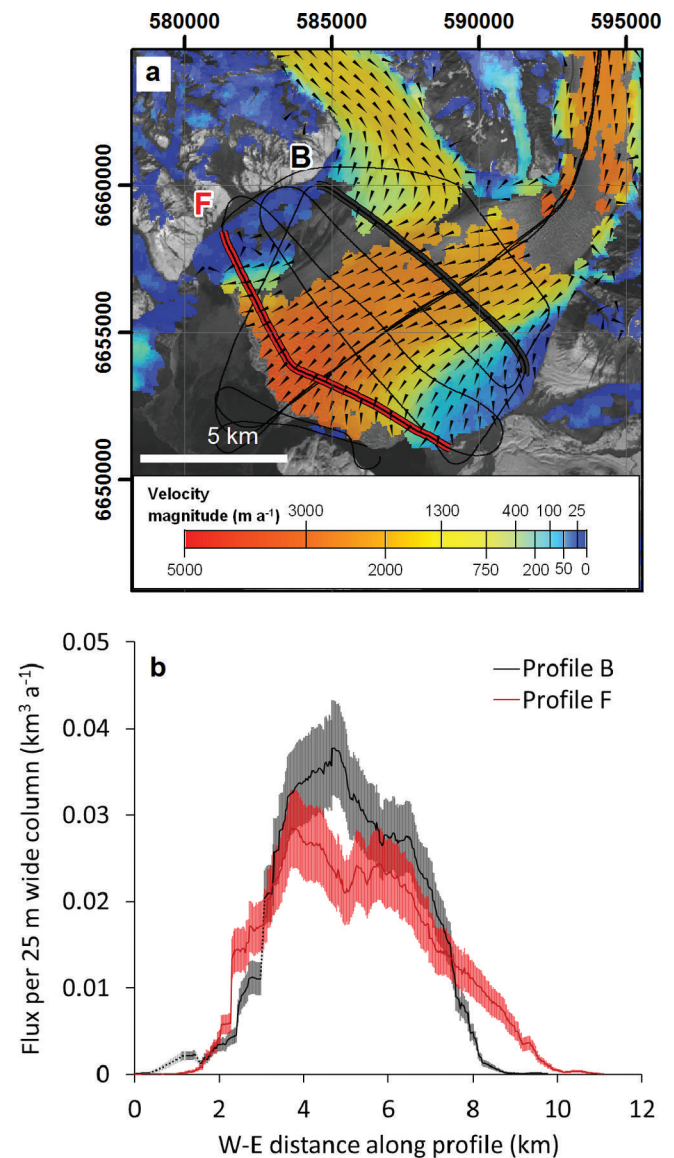 580000 585000 590000 595000
a
B
F
6660000
6655000
6650000
5 km
Velocity
magnitude (m a⁻¹)
3000 1300 400 100 25
5000 2000 750 200 50 0
b
Profile B
Profile F
0.05
0.04
0.03
0.02
0.01
0
Flux per 25 m wide column (km³ a⁻¹)
0 2 4 6 8 10 12
W-E distance along profile (km)